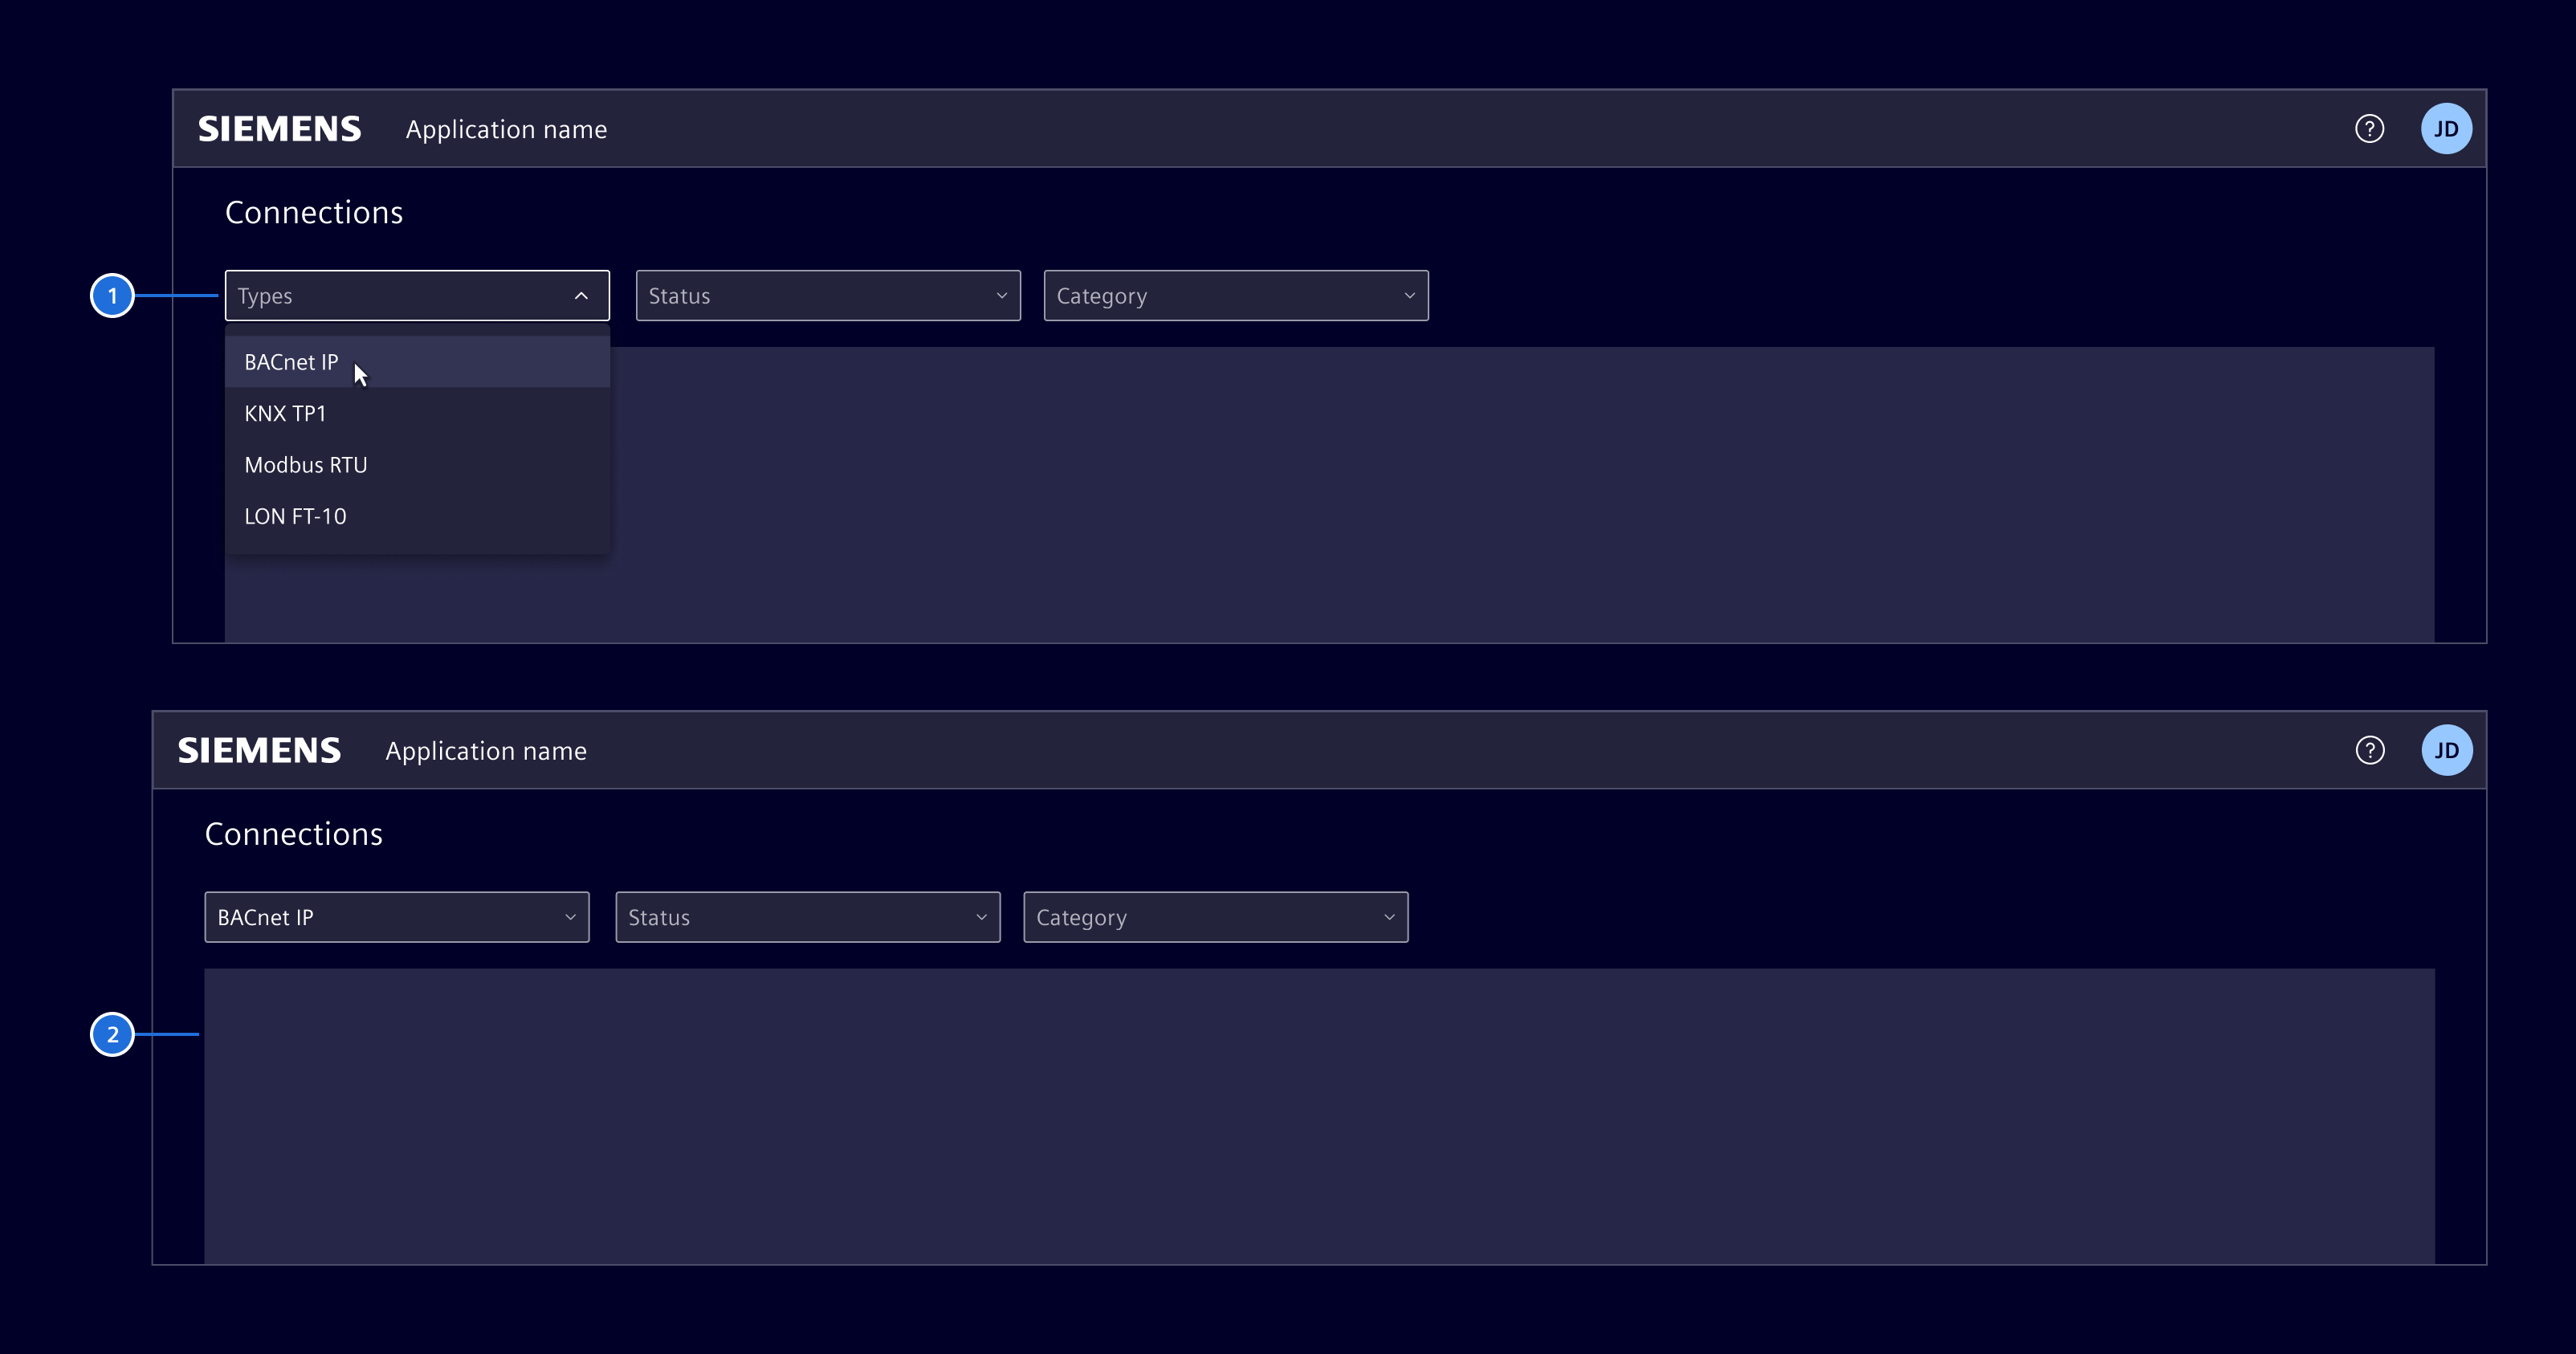 SIEMENS Application name ? JD
Connections
1 Types Status Category
BACnet IP
KNX TP1
Modbus RTU
LON FT-10
SIEMENS Application name ? JD
Connections
BACnet IP Status Category
2